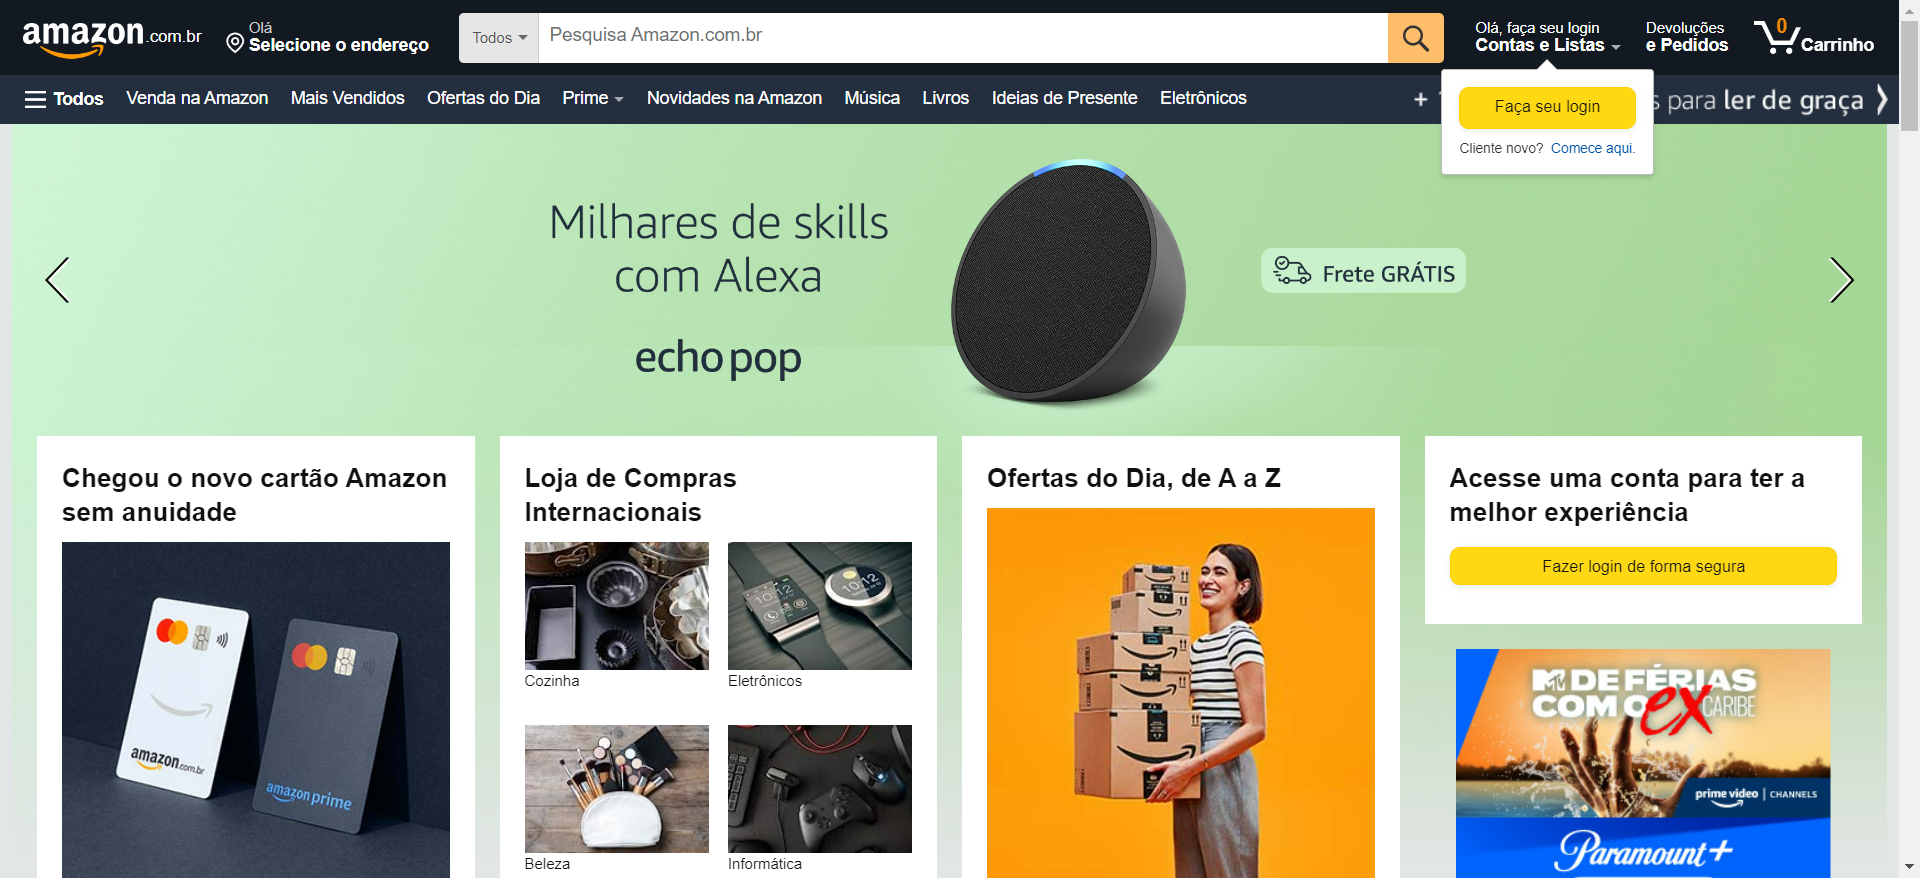 amazon.com.br
Olá
Selecione o endereço
Todos
Pesquisa Amazon.com.br
Olá, faça seu login
Contas e Listas
Devoluções
e Pedidos
0
Carrinho
Todos
Venda na Amazon
Mais Vendidos
Ofertas do Dia
Prime
Novidades na Amazon
Música
Livros
Ideias de Presente
Eletrônicos
+
para ler de graça
Faça seu login
Cliente novo? Comece aqui.
Milhares de skills
com Alexa
echo pop
Frete GRÁTIS
Chegou o novo cartão Amazon
sem anuidade
amazon.com.br
amazon prime
Loja de Compras
Internacionais
10:12
10:12
Cozinha
Eletrônicos
Beleza
Informática
Ofertas do Dia, de A a Z
Acesse uma conta para ter a
melhor experiência
Fazer login de forma segura
MTV DE FÉRIAS
COM O EX CARIBE
prime video | CHANNELS
Paramount+